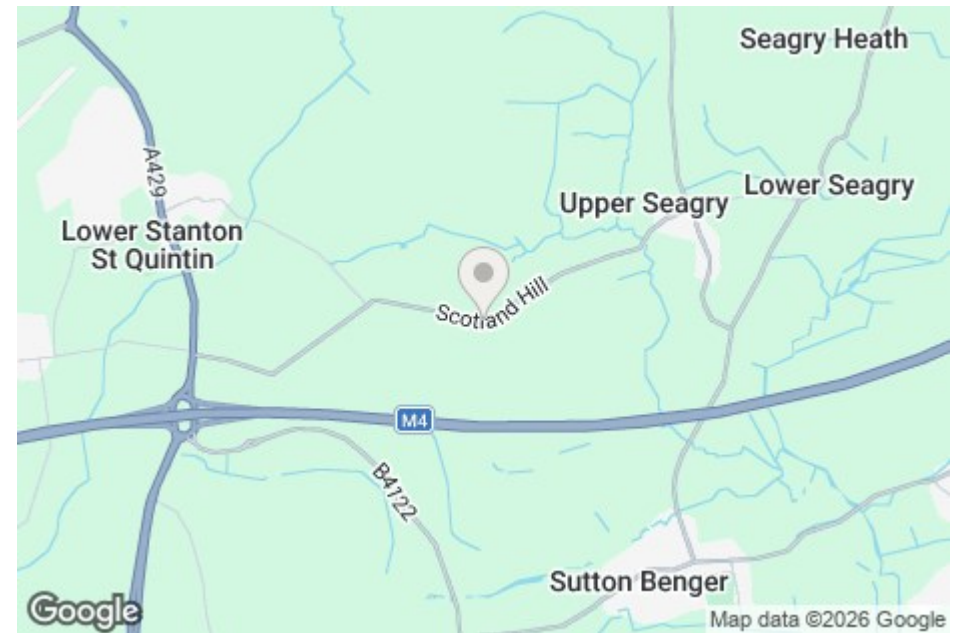 Seagry Heath
A429
Lower Stanton
St Quintin
Upper Seagry
Lower Seagry
Scotland Hill
M4
B4122
Sutton Benger
Google
Map data ©2026 Google